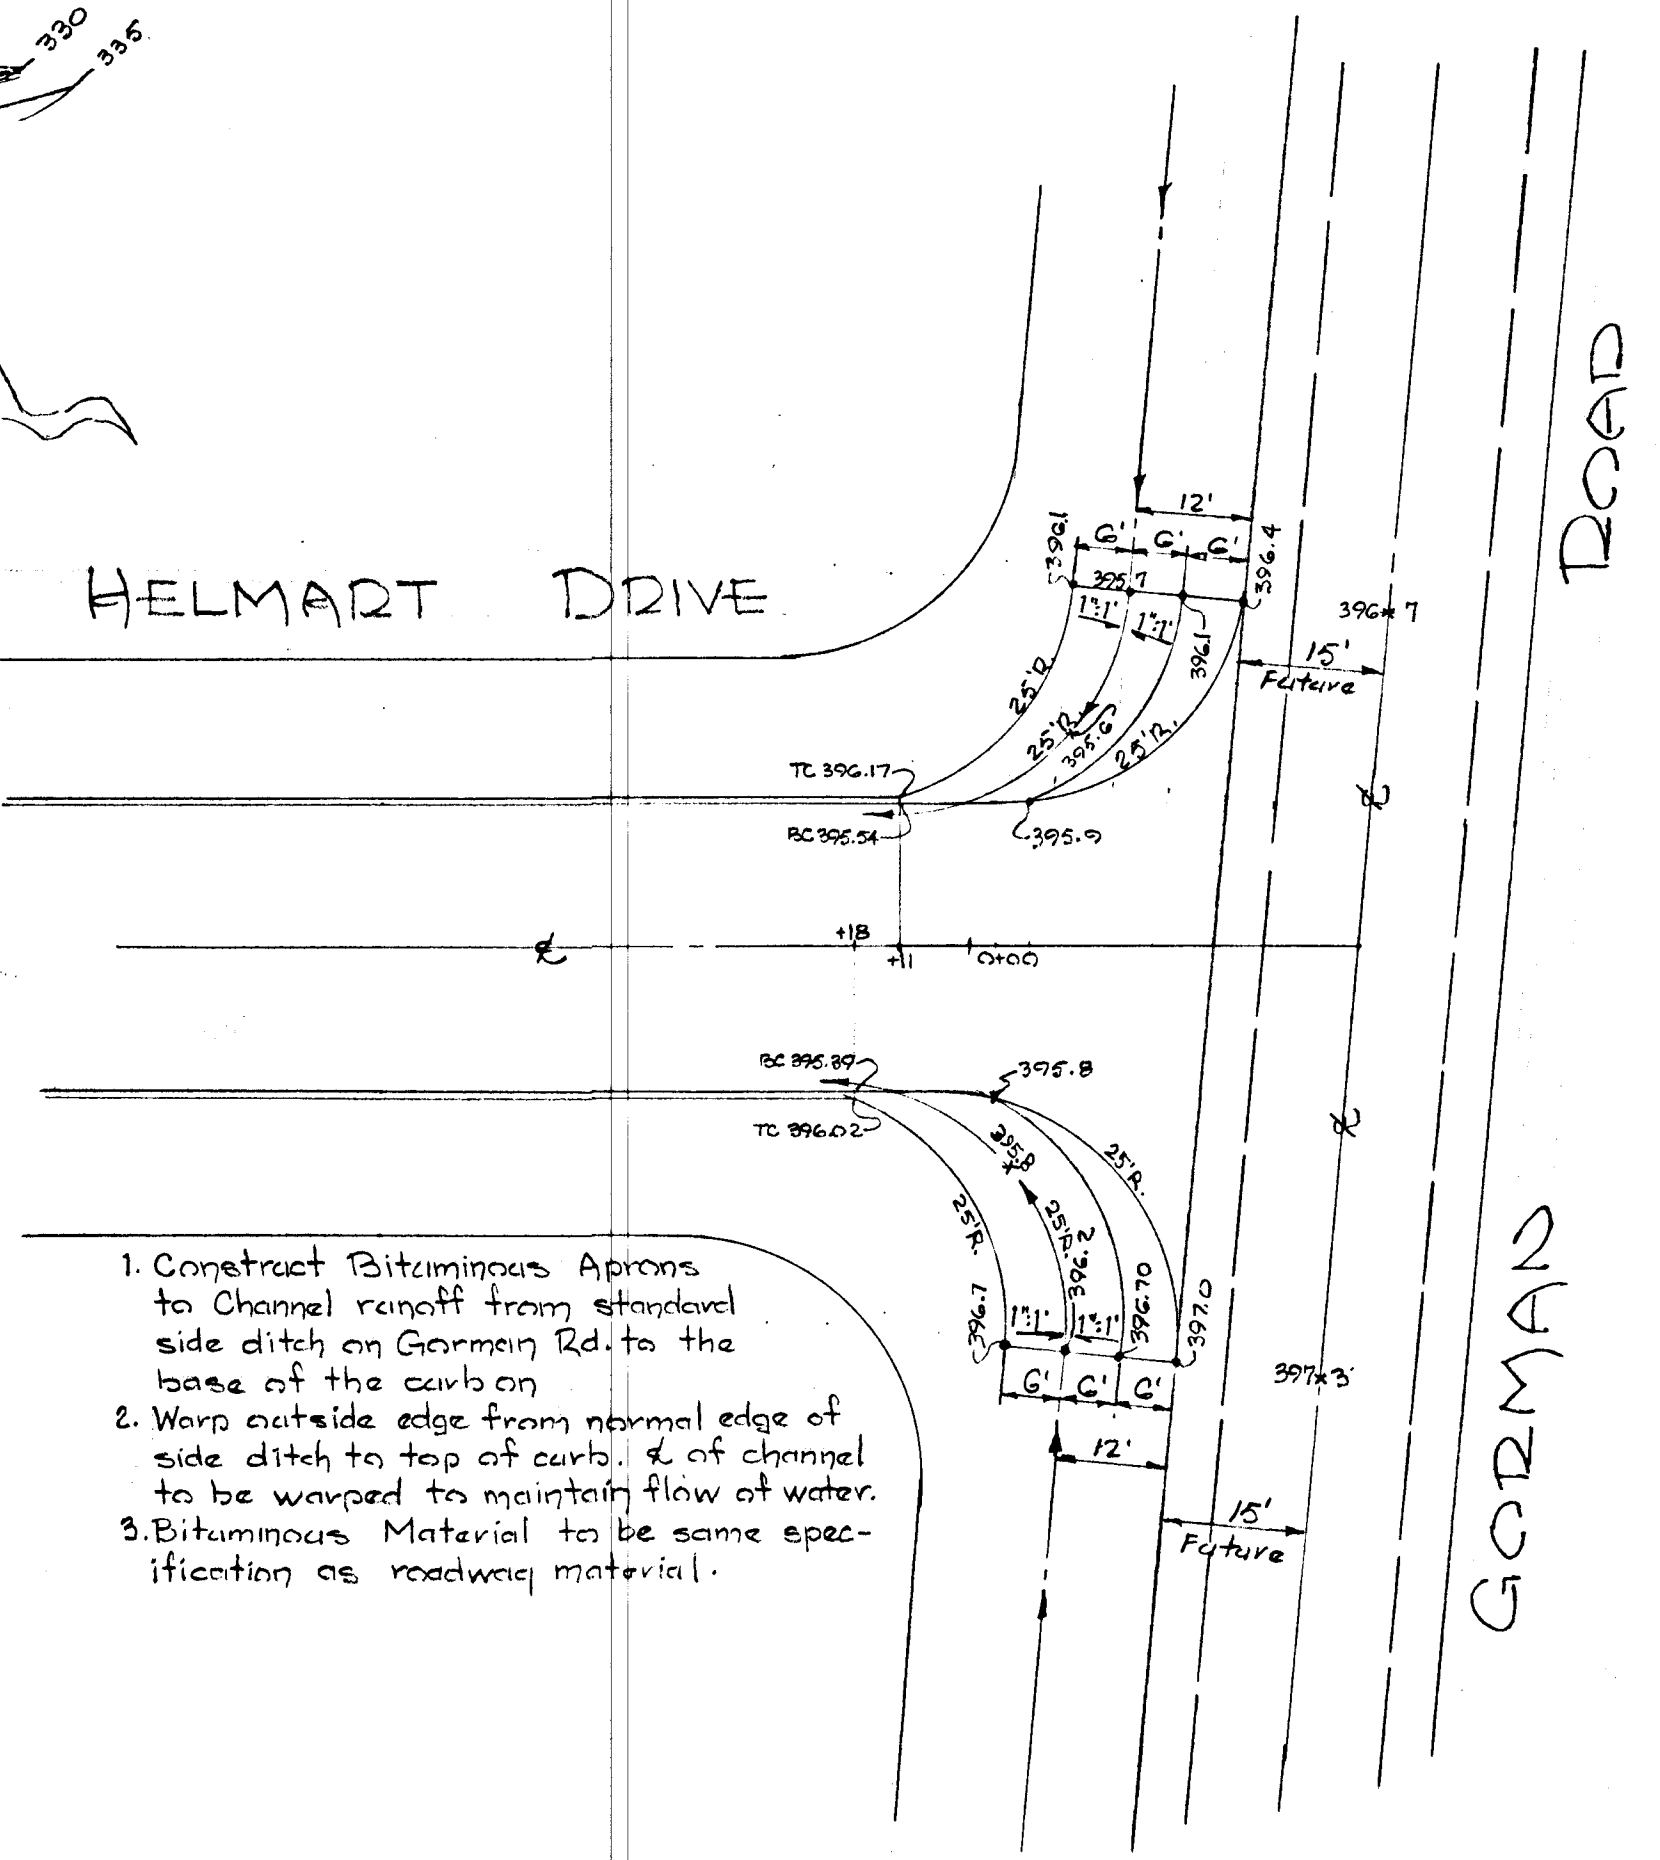 330
335
HELMART DRIVE
ROAD
GORMAN
12'
6' 6' 6'
396.1
395.7
396.4
1":1'
1":1'
396.1
396.7
15'
Future
25'R.
25'R.
395.6
25'R.
TC 396.17
BC 395.54
395.9
℄
℄
+18
+11
0+00
℄
BC 395.39
TC 396.02
395.8
395.8
25'R.
25'R.
25'R.
396.2
396.7
1":1'
1":1'
396.70
397.0
397.3
6' 6' 6'
12'
15'
Future
1. Construct Bituminous Aprons
to Channel runoff from standard
side ditch on Gorman Rd. to the
base of the curb on
2. Warp outside edge from normal edge of
side ditch to top of curb. ℄ of channel
to be warped to maintain flow of water.
3. Bituminous Material to be same spec-
ification as roadway material.